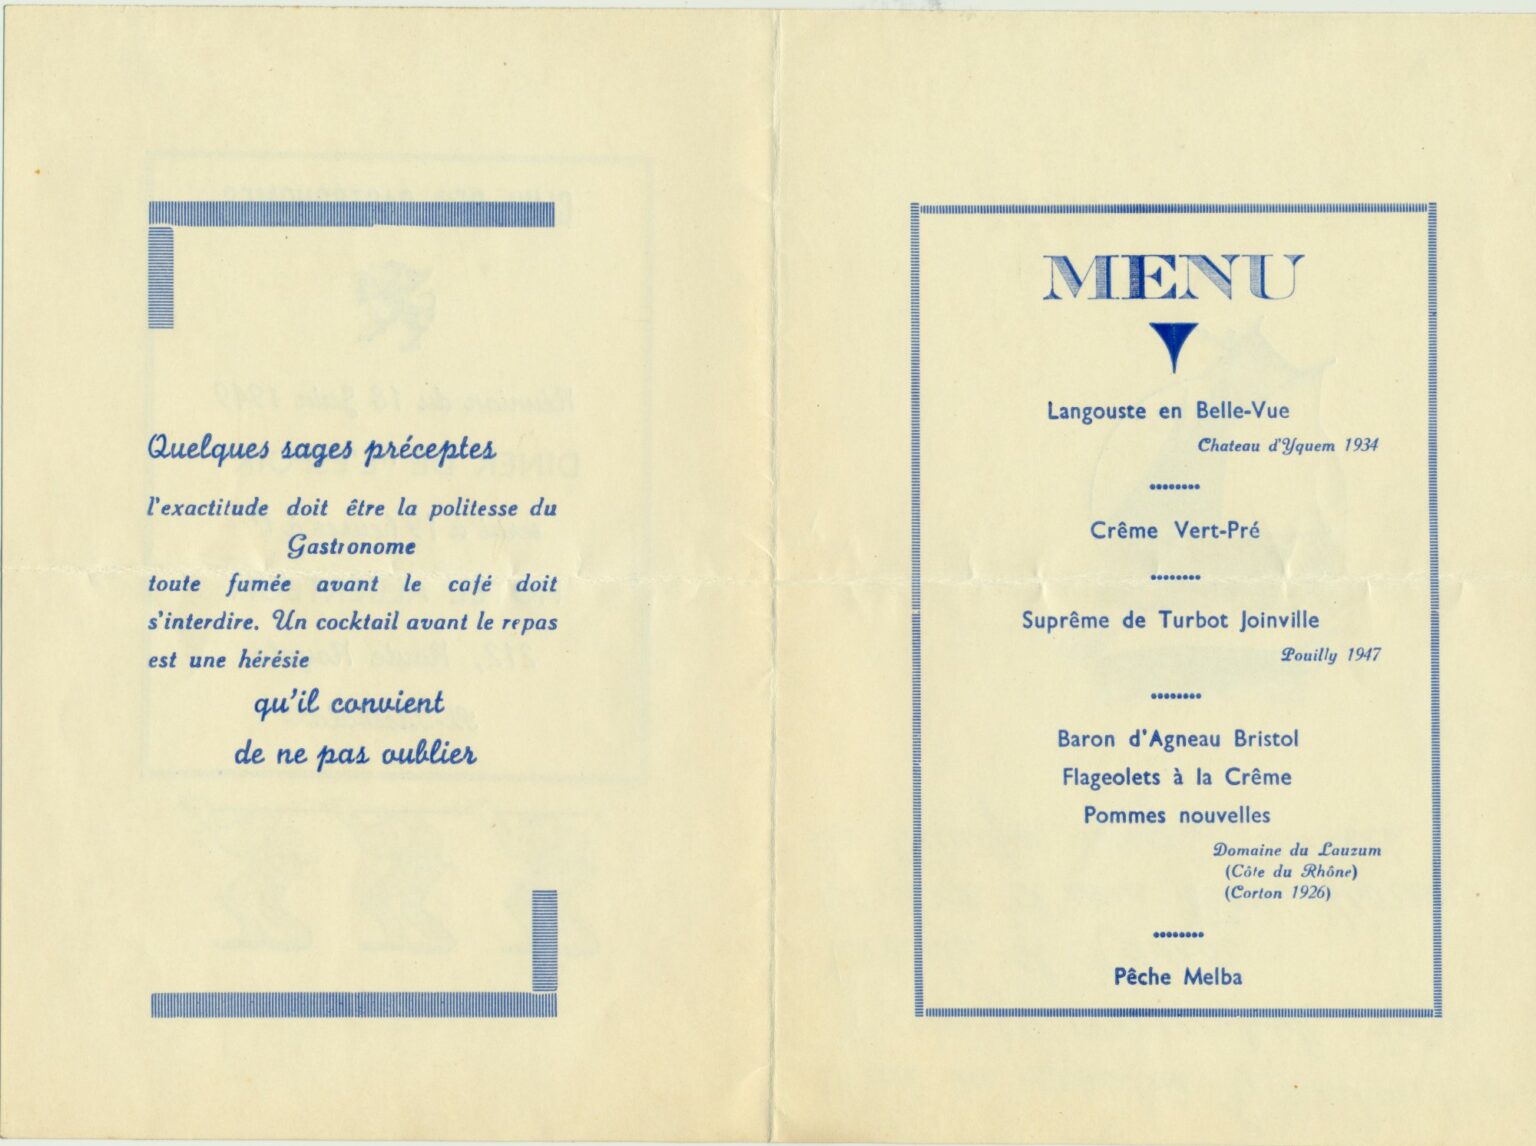 Quelques sages préceptes
l'exactitude doit être la politesse du
Gastronome
toute fumée avant le café doit
s'interdire. Un cocktail avant le repas
est une hérésie
qu'il convient
de ne pas oublier
MENU
Langouste en Belle-Vue
Chateau d'Yquem 1934
Crême Vert-Pré
Suprême de Turbot Joinville
Pouilly 1947
Baron d'Agneau Bristol
Flageolets à la Crême
Pommes nouvelles
Domaine du Lauzum
(Côte du Rhône)
(Corton 1926)
Pêche Melba